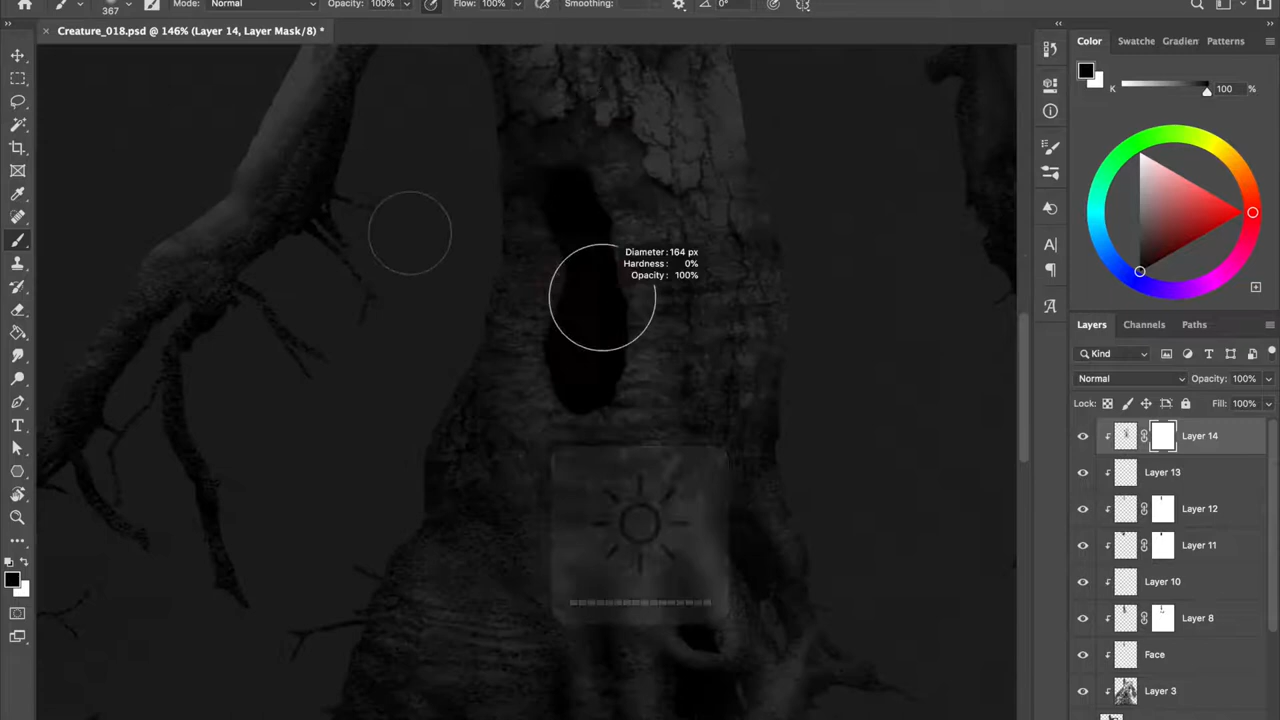 367
Mode: Normal
Opacity: 100%
Flow: 100%
Smoothing:
0°
Creature_018.psd @ 146% (Layer 14, Layer Mask/8) *
Diameter: 164 px
Hardness: 0%
Opacity: 100%
Color
Swatche
Gradien
Patterns
K
100
%
Layers
Channels
Paths
Kind
Normal
Opacity: 100%
Lock:
Fill: 100%
Layer 14
Layer 13
Layer 12
Layer 11
Layer 10
Layer 8
Face
Layer 3